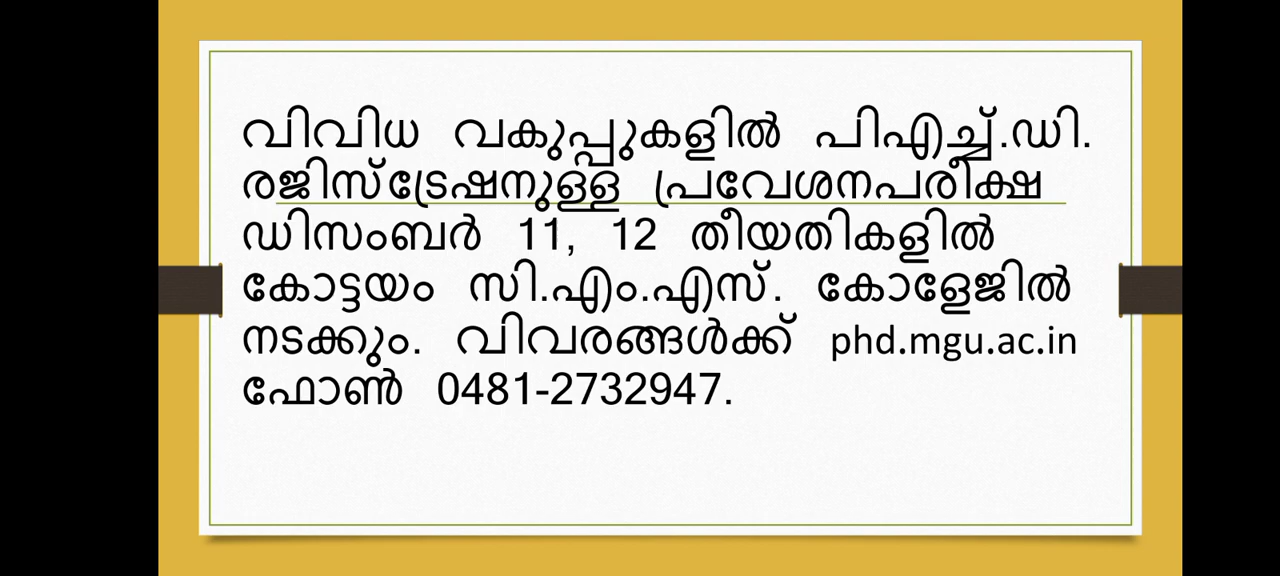 വിവിധ വകുപ്പുകളിൽ പിഎച്ച്.ഡി.
രജിസ്ട്രേഷനുള്ള പ്രവേശനപരീക്ഷ
ഡിസംബർ 11, 12 തീയതികളിൽ
കോട്ടയം സി.എം.എസ്. കോളേജിൽ
നടക്കും. വിവരങ്ങൾക്ക് phd.mgu.ac.in
ഫോൺ 0481-2732947.